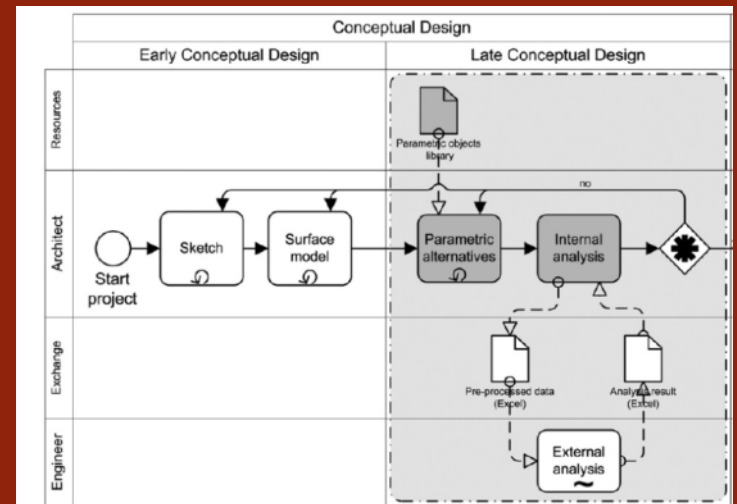 Conceptual Design
Early Conceptual Design
Late Conceptual Design
Resources
Parametric objects
library
Architect
no
Start
project
Sketch
Surface
model
Parametric
alternatives
Internal
analysis
Exchange
Pre-processed data
(Excel)
Analysis result
(Excel)
Engineer
External
analysis